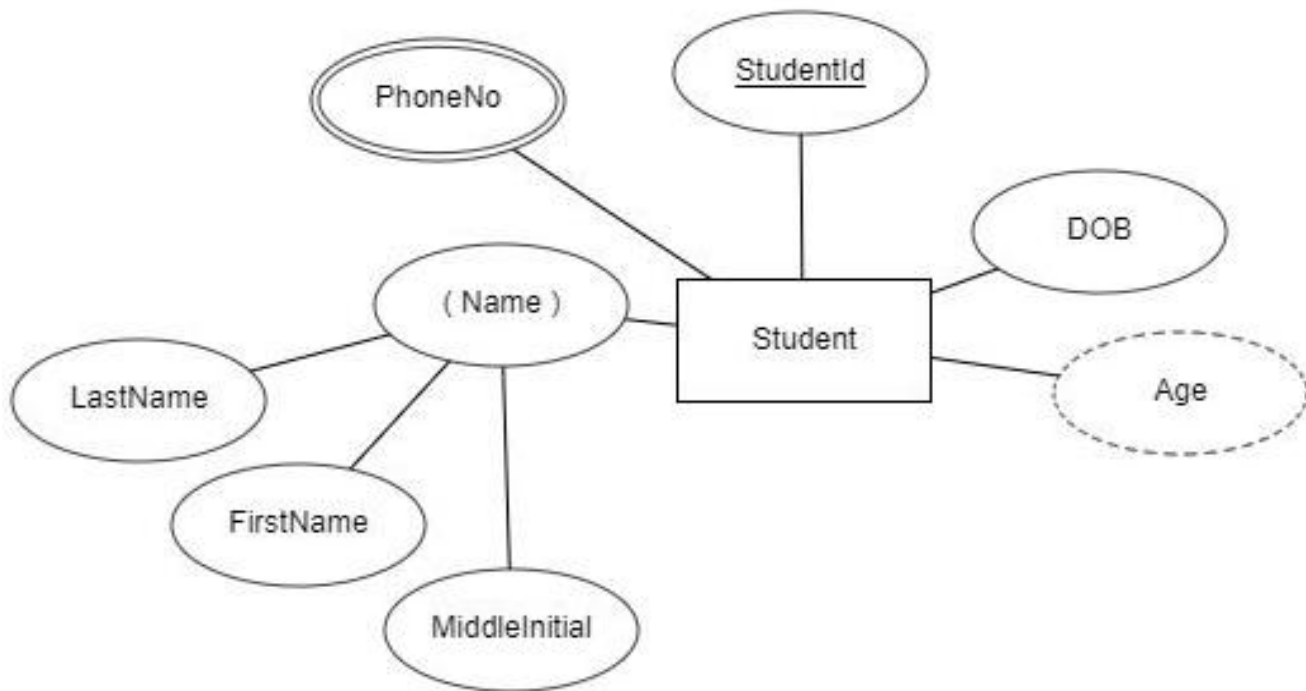 PhoneNo
StudentId
DOB
( Name )
Student
Age
LastName
FirstName
MiddleInitial